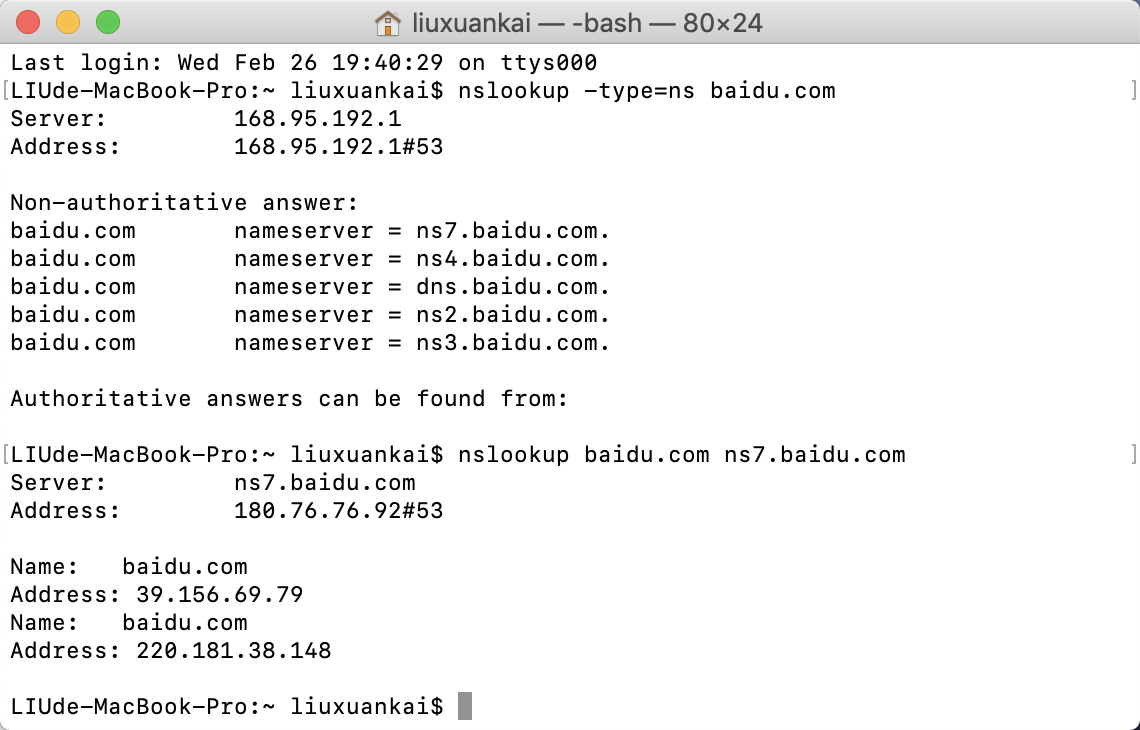 liuxuankai — -bash — 80×24
Last login: Wed Feb 26 19:40:29 on ttys000
[LIUde-MacBook-Pro:~ liuxuankai$ nslookup -type=ns baidu.com ]
Server:		168.95.192.1
Address:	168.95.192.1#53
Non-authoritative answer:
baidu.com	nameserver = ns7.baidu.com.
baidu.com	nameserver = ns4.baidu.com.
baidu.com	nameserver = dns.baidu.com.
baidu.com	nameserver = ns2.baidu.com.
baidu.com	nameserver = ns3.baidu.com.
Authoritative answers can be found from:
[LIUde-MacBook-Pro:~ liuxuankai$ nslookup baidu.com ns7.baidu.com ]
Server:		ns7.baidu.com
Address:	180.76.76.92#53
Name:	baidu.com
Address: 39.156.69.79
Name:	baidu.com
Address: 220.181.38.148
LIUde-MacBook-Pro:~ liuxuankai$